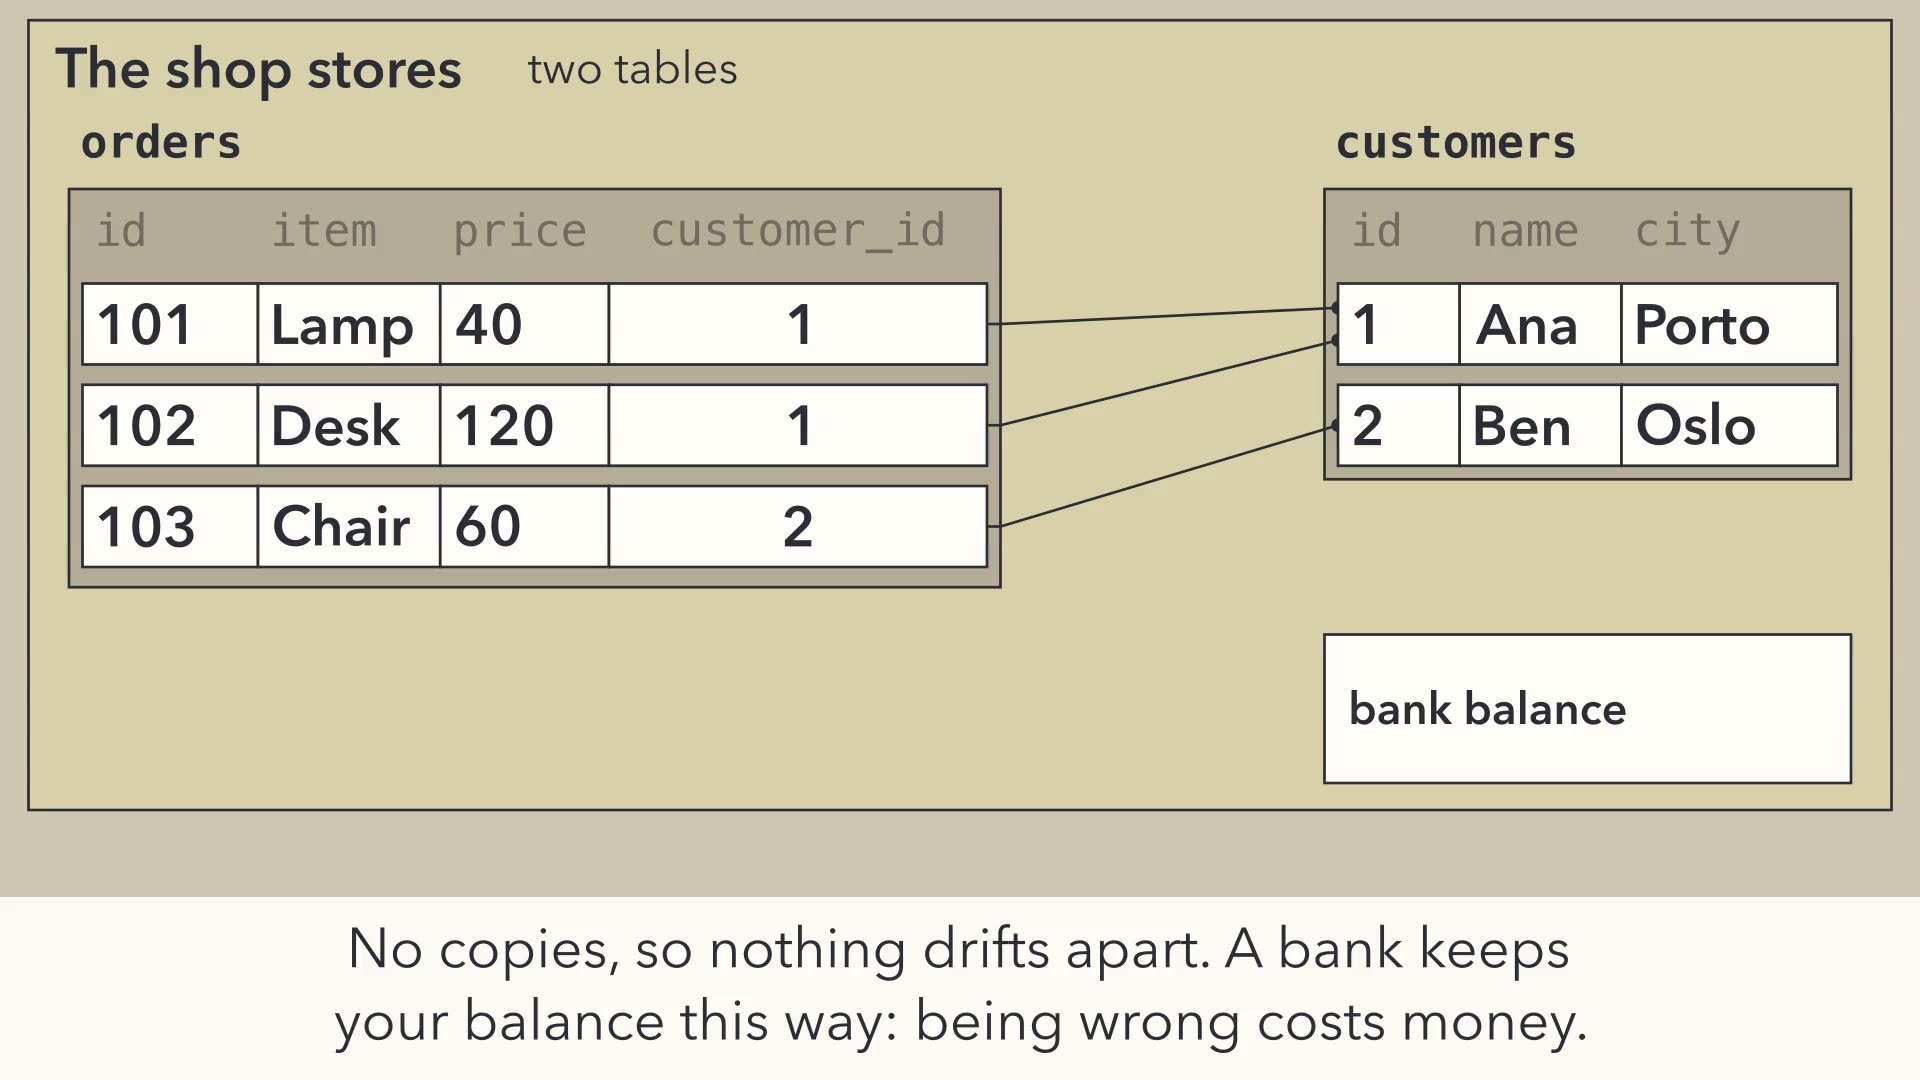 The shop stores two tables
orders
id item price customer_id
101 Lamp 40 1
102 Desk 120 1
103 Chair 60 2
customers
id name city
1 Ana Porto
2 Ben Oslo
bank balance
No copies, so nothing drifts apart. A bank keeps
your balance this way: being wrong costs money.